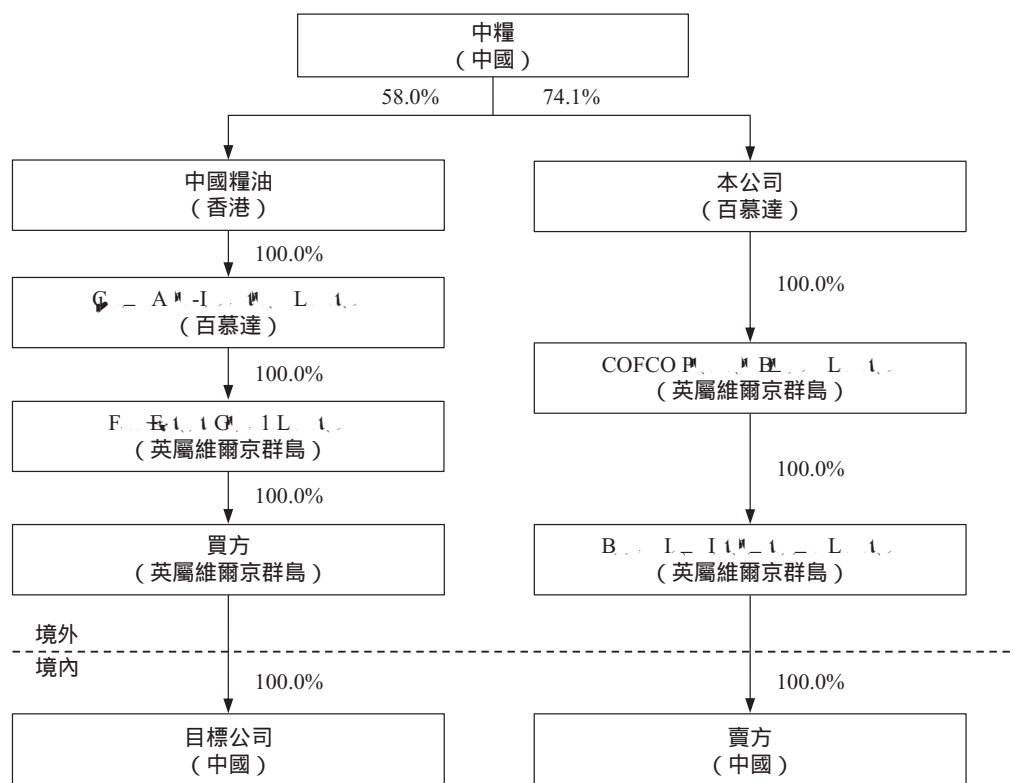 中糧
（中國）
58.0% 74.1%
中國糧油
（香港）
本公司
（百慕達）
100.0%
100.0%
（百慕達）
100.0%
COFCO
（英屬維爾京群島）
（英屬維爾京群島）
100.0%
100.0%
買方
（英屬維爾京群島）
（英屬維爾京群島）
境外
境內
100.0%
100.0%
目標公司
（中國）
賣方
（中國）